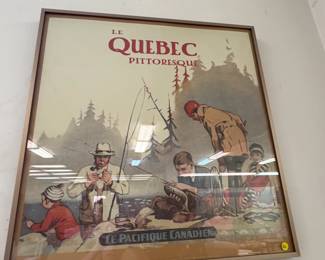 LE
QUEBEC
PITTORESQUE
LE PACIFIQUE CANADIEN